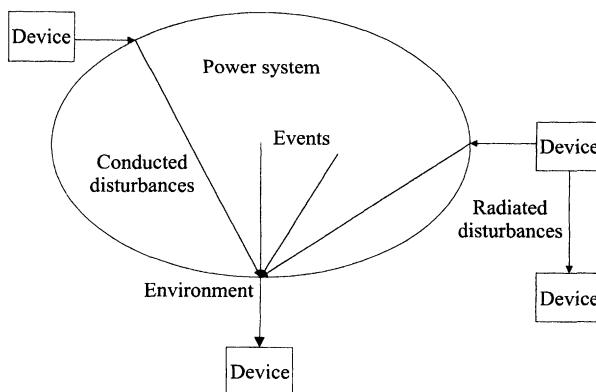 Device
Power system
Events
Device
Conducted
disturbances
Radiated
disturbances
Environment
Device
Device